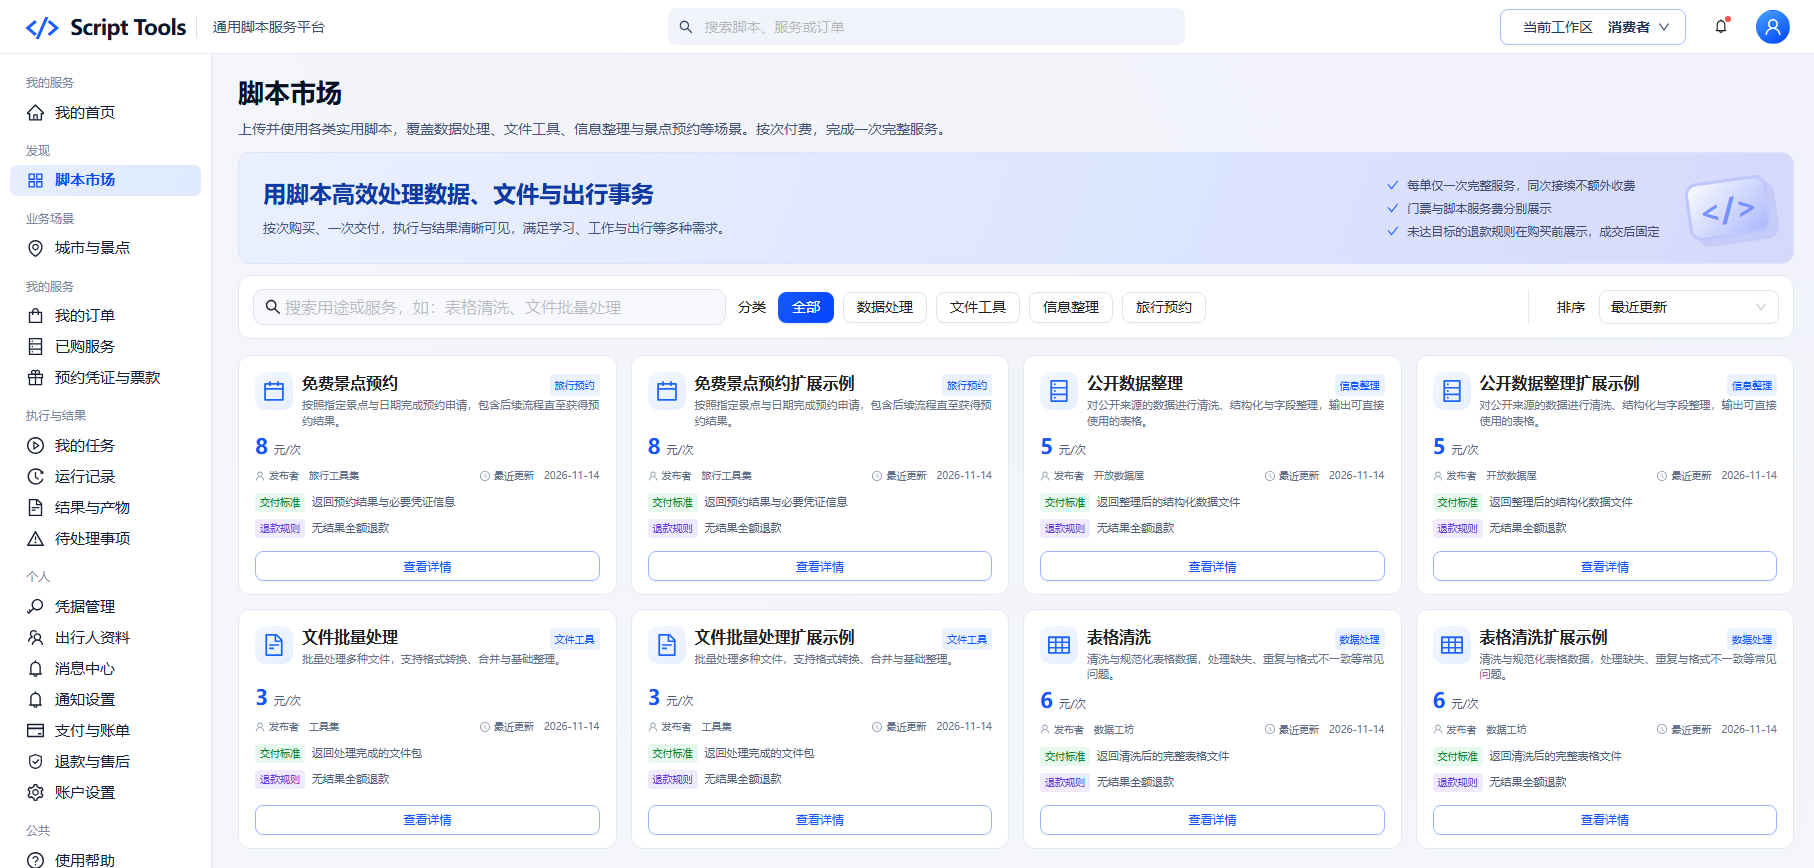 </> Script Tools 通用脚本服务平台
搜索脚本、服务或订单
当前工作区 消费者
我的服务
我的首页
发现
脚本市场
业务场景
城市与景点
我的服务
我的订单
已购服务
预约凭证与票款
执行与结果
我的任务
运行记录
结果与产物
待处理事项
个人
凭据管理
出行人资料
消息中心
通知设置
支付与账单
退款与售后
账户设置
公共
使用帮助
脚本市场
上传并使用各类实用脚本，覆盖数据处理、文件工具、信息整理与景点预约等场景。按次付费，完成一次完整服务。
用脚本高效处理数据、文件与出行事务
按次购买、一次交付，执行与结果清晰可见，满足学习、工作与出行等多种需求。
每单仅一次完整服务，同次接续不额外收费
门票与脚本服务费分别展示
未达目标的退款规则在购买前展示，成交后固定
</>
搜索用途或服务，如：表格清洗、文件批量处理
分类 全部 数据处理 文件工具 信息整理 旅行预约
排序 最近更新
免费景点预约 旅行预约
按照指定景点与日期完成预约申请，包含后续流程直至获得预
约结果。
8 元/次
发布者 旅行工具集 最近更新 2026-11-14
交付标准 返回预约结果与必要凭证信息
退款规则 无结果全额退款
查看详情
免费景点预约扩展示例 旅行预约
按照指定景点与日期完成预约申请，包含后续流程直至获得预
约结果。
8 元/次
发布者 旅行工具集 最近更新 2026-11-14
交付标准 返回预约结果与必要凭证信息
退款规则 无结果全额退款
查看详情
公开数据整理 信息整理
对公开来源的数据进行清洗、结构化与字段整理，输出可直接
使用的表格。
5 元/次
发布者 开放数据屋 最近更新 2026-11-14
交付标准 返回整理后的结构化数据文件
退款规则 无结果全额退款
查看详情
公开数据整理扩展示例 信息整理
对公开来源的数据进行清洗、结构化与字段整理，输出可直接
使用的表格。
5 元/次
发布者 开放数据屋 最近更新 2026-11-14
交付标准 返回整理后的结构化数据文件
退款规则 无结果全额退款
查看详情
文件批量处理 文件工具
批量处理多种文件，支持格式转换、合并与基础整理。
3 元/次
发布者 工具集 最近更新 2026-11-14
交付标准 返回处理完成的文件包
退款规则 无结果全额退款
查看详情
文件批量处理扩展示例 文件工具
批量处理多种文件，支持格式转换、合并与基础整理。
3 元/次
发布者 工具集 最近更新 2026-11-14
交付标准 返回处理完成的文件包
退款规则 无结果全额退款
查看详情
表格清洗 数据处理
清洗与规范化表格数据，处理缺失、重复与格式不一致等常见
问题。
6 元/次
发布者 数据工坊 最近更新 2026-11-14
交付标准 返回清洗后的完整表格文件
退款规则 无结果全额退款
查看详情
表格清洗扩展示例 数据处理
清洗与规范化表格数据，处理缺失、重复与格式不一致等常见
问题。
6 元/次
发布者 数据工坊 最近更新 2026-11-14
交付标准 返回清洗后的完整表格文件
退款规则 无结果全额退款
查看详情